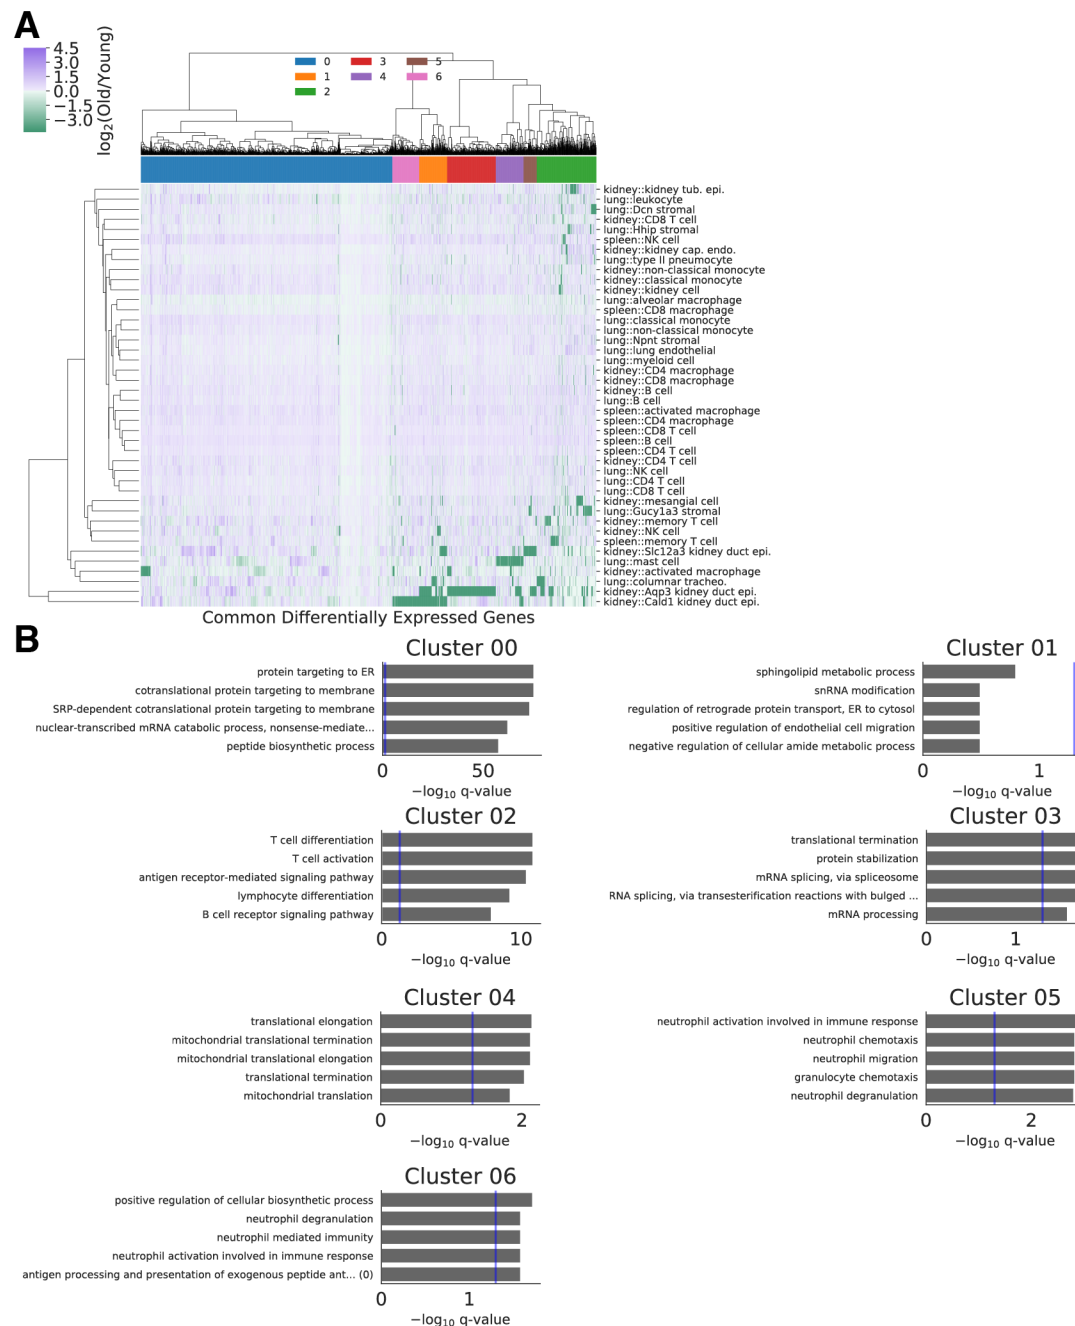 A
4.5
3.0
1.5
0.0
−1.5
−3.0
log2(Old/Young)
0 3 5
1 4 6
2
kidney::kidney tub. epi.
lung::leukocyte
lung::Dcn stromal
kidney::CD8 T cell
lung::Hhip stromal
spleen::NK cell
kidney::kidney cap. endo.
lung::type II pneumocyte
kidney::non-classical monocyte
kidney::classical monocyte
kidney::kidney cell
lung::alveolar macrophage
spleen::CD8 macrophage
lung::classical monocyte
lung::non-classical monocyte
lung::Npnt stromal
lung::lung endothelial
lung::myeloid cell
kidney::CD4 macrophage
kidney::CD8 macrophage
kidney::B cell
lung::B cell
spleen::activated macrophage
spleen::CD4 macrophage
spleen::CD8 T cell
spleen::B cell
spleen::CD4 T cell
kidney::CD4 T cell
lung::NK cell
lung::CD4 T cell
lung::CD8 T cell
kidney::mesangial cell
lung::Gucy1a3 stromal
kidney::memory T cell
kidney::NK cell
spleen::memory T cell
kidney::Slc12a3 kidney duct epi.
lung::mast cell
kidney::activated macrophage
lung::columnar tracheo.
kidney::Aqp3 kidney duct epi.
kidney::Cald1 kidney duct epi.
Common Differentially Expressed Genes
B
Cluster 00
protein targeting to ER
cotranslational protein targeting to membrane
SRP-dependent cotranslational protein targeting to membrane
nuclear-transcribed mRNA catabolic process, nonsense-mediate...
peptide biosynthetic process
0 50
−log10 q-value
Cluster 01
sphingolipid metabolic process
snRNA modification
regulation of retrograde protein transport, ER to cytosol
positive regulation of endothelial cell migration
negative regulation of cellular amide metabolic process
0 1
−log10 q-value
Cluster 02
T cell differentiation
T cell activation
antigen receptor-mediated signaling pathway
lymphocyte differentiation
B cell receptor signaling pathway
0 10
−log10 q-value
Cluster 03
translational termination
protein stabilization
mRNA splicing, via spliceosome
RNA splicing, via transesterification reactions with bulged ...
mRNA processing
0 1
−log10 q-value
Cluster 04
translational elongation
mitochondrial translational termination
mitochondrial translational elongation
translational termination
mitochondrial translation
0 2
−log10 q-value
Cluster 05
neutrophil activation involved in immune response
neutrophil chemotaxis
neutrophil migration
granulocyte chemotaxis
neutrophil degranulation
0 2
−log10 q-value
Cluster 06
positive regulation of cellular biosynthetic process
neutrophil degranulation
neutrophil mediated immunity
neutrophil activation involved in immune response
antigen processing and presentation of exogenous peptide ant... (0)
0 1
−log10 q-value